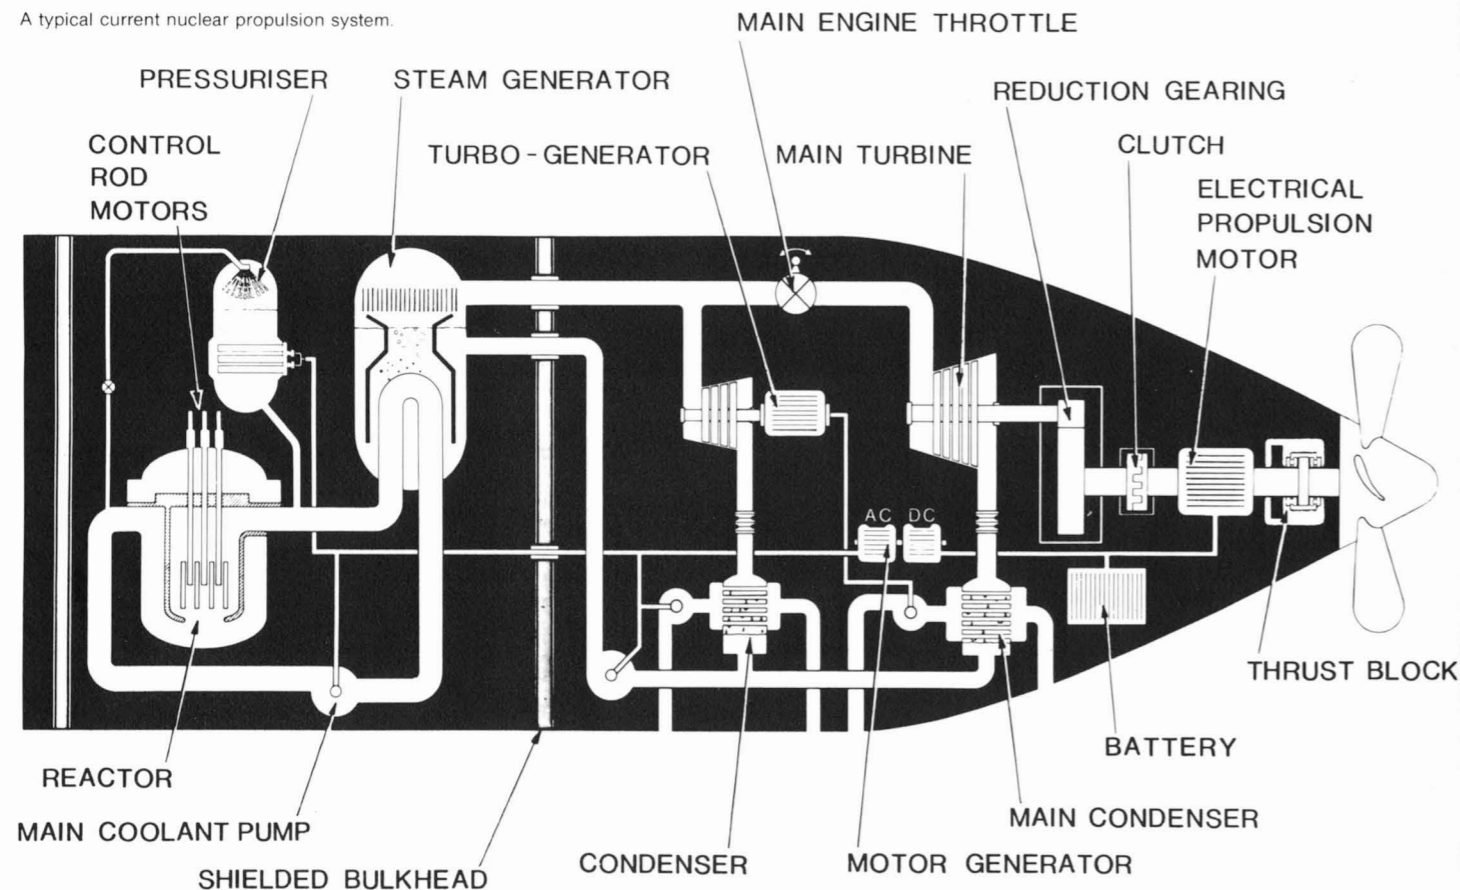 A typical current nuclear propulsion system.
MAIN ENGINE THROTTLE
PRESSURISER
STEAM GENERATOR
REDUCTION GEARING
CONTROL
ROD
MOTORS
TURBO-GENERATOR
MAIN TURBINE
CLUTCH
ELECTRICAL
PROPULSION
MOTOR
AC
DC
THRUST BLOCK
BATTERY
REACTOR
MAIN COOLANT PUMP
MAIN CONDENSER
SHIELDED BULKHEAD
CONDENSER
MOTOR GENERATOR